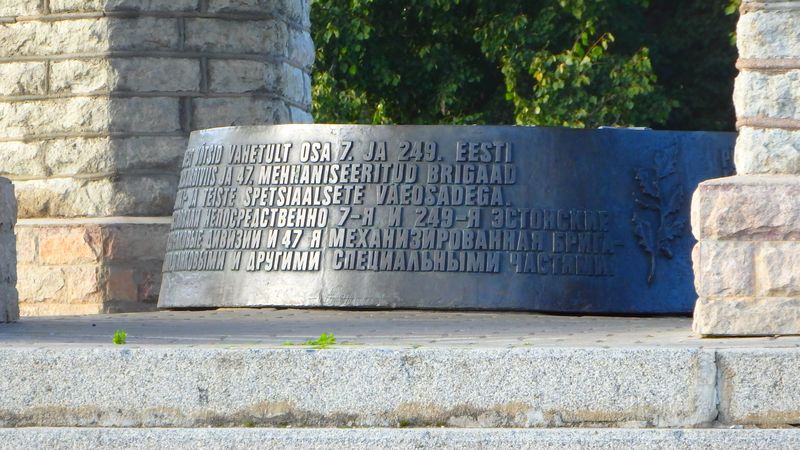 VÕTSID VAHETULT OSA 7. JA 249. EESTI
JA 47. MEHHANISEERITUD BRIGAAD
TEISTE SPETSIAALSETE VÄEOSADEGA.
НЕПОСРЕДСТВЕННО 7-Я И 249-Я ЭСТОНСКИЕ
ДИВИЗИИ И 47 Я МЕХАНИЗИРОВАННАЯ БРИГА-
И ДРУГИМИ СПЕЦИАЛЬНЫМИ ЧАСТЯМИ